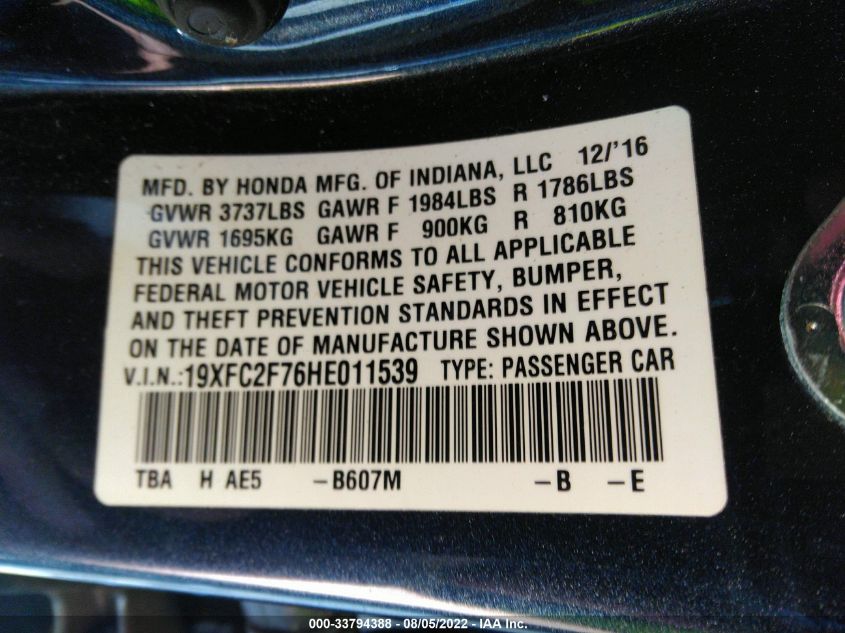 MFD. BY HONDA MFG. OF INDIANA, LLC 12/'16
GVWR 3737LBS GAWR F 1984LBS R 1786LBS
GVWR 1695KG GAWR F 900KG R 810KG
THIS VEHICLE CONFORMS TO ALL APPLICABLE
FEDERAL MOTOR VEHICLE SAFETY, BUMPER,
AND THEFT PREVENTION STANDARDS IN EFFECT
ON THE DATE OF MANUFACTURE SHOWN ABOVE.
V.I.N.:19XFC2F76HE011539 TYPE: PASSENGER CAR
TBA H AE5 -B607M -B -E
000-33794388 - 08/05/2022 - IAA Inc.